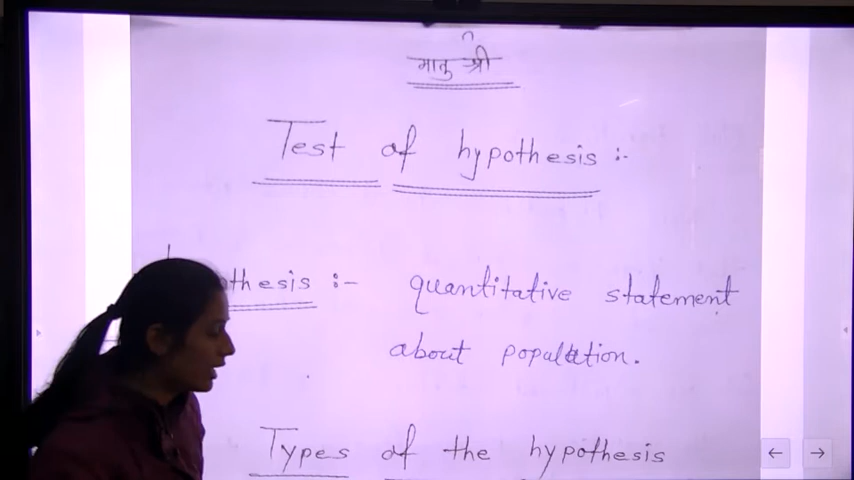 मातृ श्री
Test of hypothesis :-
thesis :- quantitative statement
about population.
Types of the hypothesis